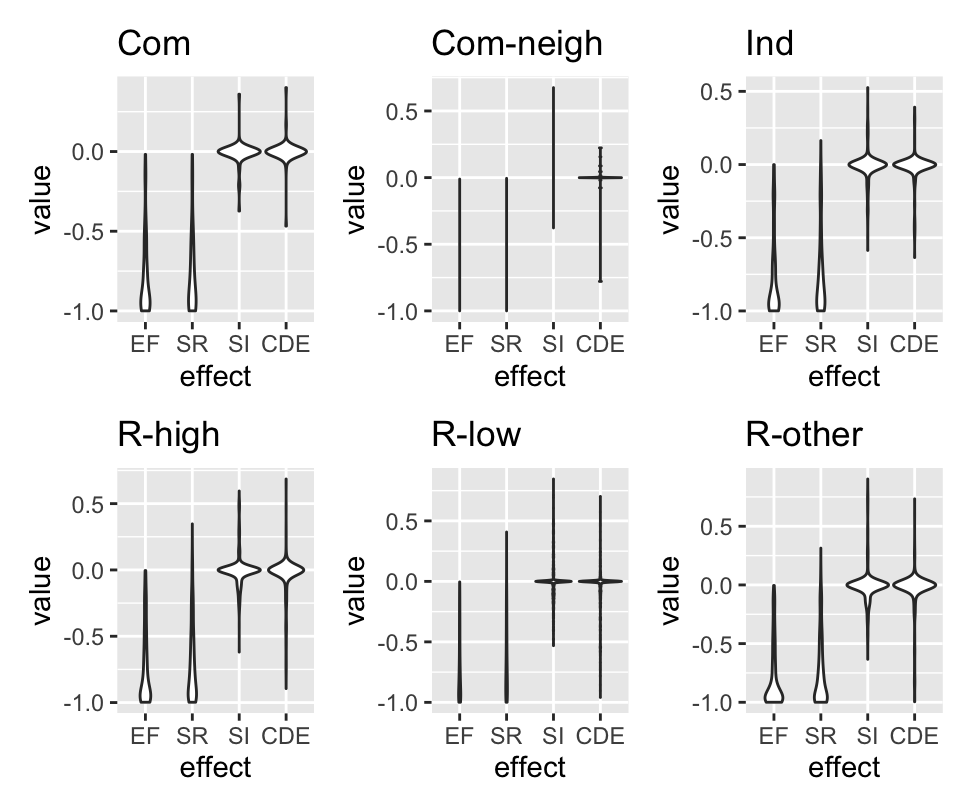 Com
Com-neigh
Ind
value
0.0
-0.5
-1.0
EF SR SI CDE
effect
value
0.5
0.0
-0.5
-1.0
EF SR SI CDE
effect
value
0.5
0.0
-0.5
-1.0
EF SR SI CDE
effect
R-high
R-low
R-other
value
0.5
0.0
-0.5
-1.0
EF SR SI CDE
effect
value
0.5
0.0
-0.5
-1.0
EF SR SI CDE
effect
value
0.5
0.0
-0.5
-1.0
EF SR SI CDE
effect